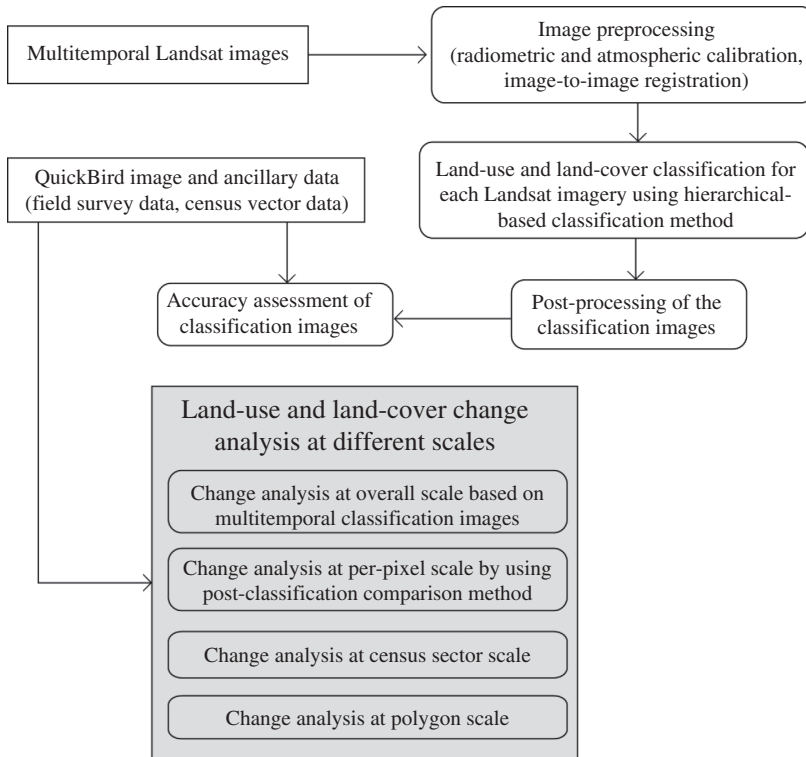 Multitemporal Landsat images
Image preprocessing
(radiometric and atmospheric calibration,
image-to-image registration)
QuickBird image and ancillary data
(field survey data, census vector data)
Land-use and land-cover classification for
each Landsat imagery using hierarchical-
based classification method
Accuracy assessment of
classification images
Post-processing of the
classification images
Land-use and land-cover change
analysis at different scales
Change analysis at overall scale based on
multitemporal classification images
Change analysis at per-pixel scale by using
post-classification comparison method
Change analysis at census sector scale
Change analysis at polygon scale